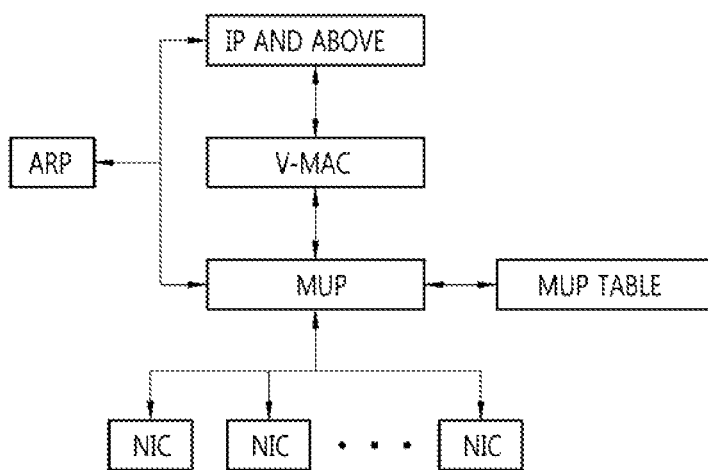 IP AND ABOVE
ARP
V-MAC
MUP
MUP TABLE
NIC
NIC
NIC